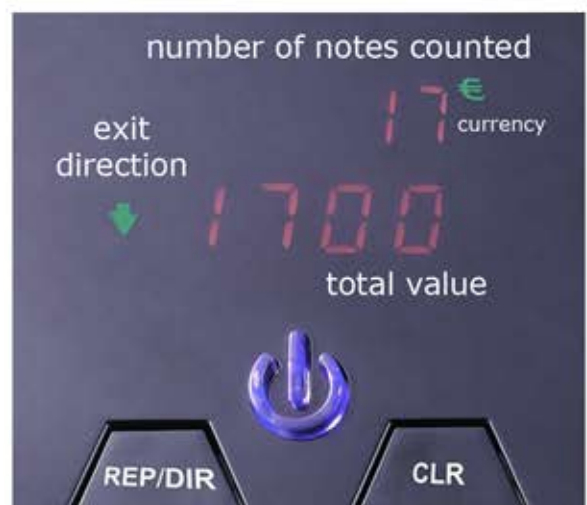 number of notes counted
17 €
currency
exit
direction
1700
total value
REP/DIR
CLR